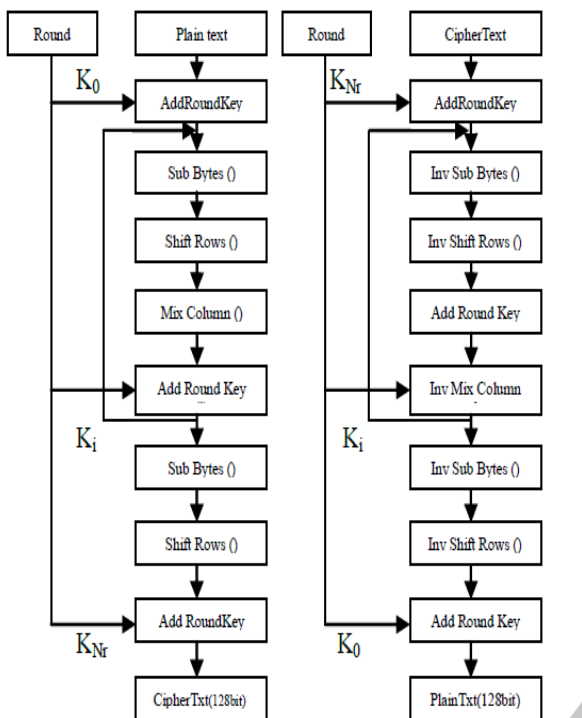 Round
Plain text
K0
AddRoundKey
Sub Bytes ()
Shift Rows ()
Mix Column ()
Add Round Key
Ki
Sub Bytes ()
Shift Rows ()
Add RoundKey
KNr
CipherTxt(128bit)
Round
CipherText
KNr
AddRoundKey
Inv Sub Bytes ()
Inv Shift Rows ()
Add Round Key
Inv Mix Column
Ki
Inv Sub Bytes ()
Inv Shift Rows ()
Add Round Key
K0
PlainTxt(128bit)